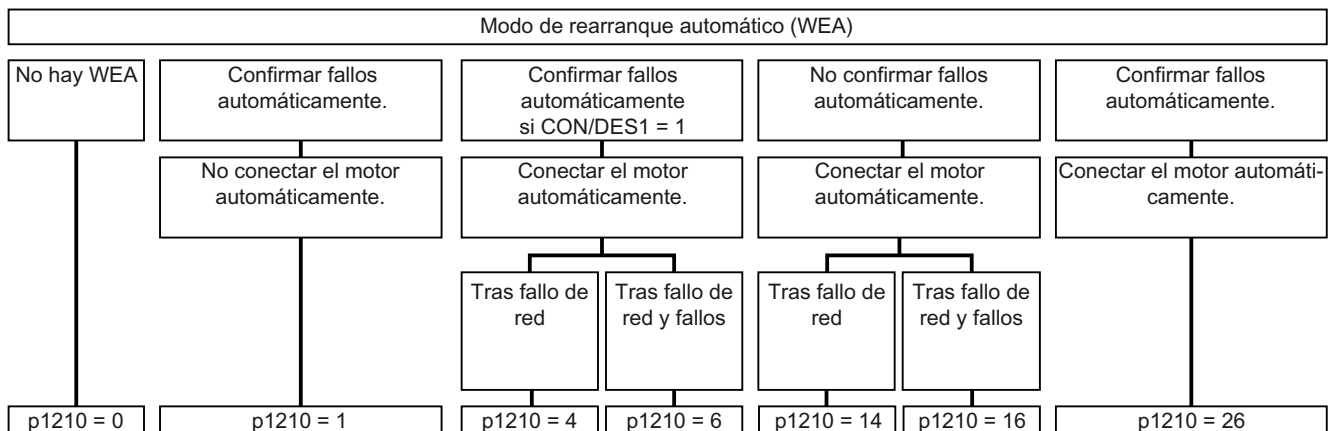 Modo de rearranque automático (WEA)
No hay WEA
Confirmar fallos
automáticamente.
Confirmar fallos
automáticamente
si CON/DES1 = 1
No confirmar fallos
automáticamente.
Confirmar fallos
automáticamente.
No conectar el motor
automáticamente.
Conectar el motor
automáticamente.
Conectar el motor
automáticamente.
Conectar el motor automáti-
camente.
Tras fallo de
red
Tras fallo de
red y fallos
Tras fallo de
red
Tras fallo de
red y fallos
p1210 = 0
p1210 = 1
p1210 = 4
p1210 = 6
p1210 = 14
p1210 = 16
p1210 = 26